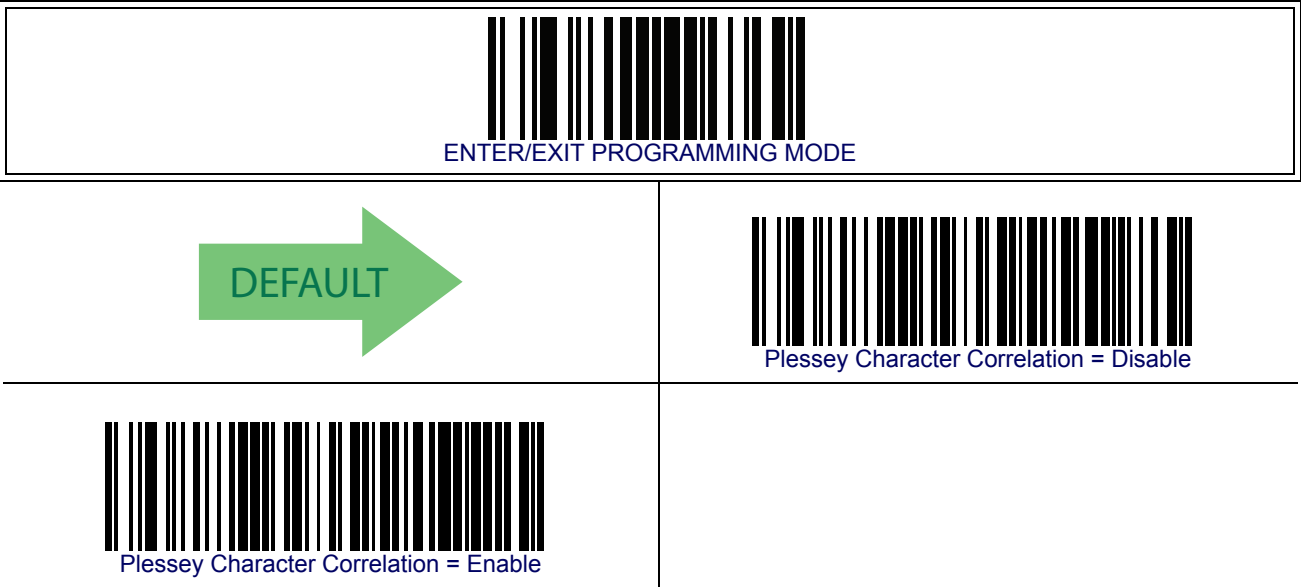 ENTER/EXIT PROGRAMMING MODE
DEFAULT
Plessey Character Correlation = Disable
Plessey Character Correlation = Enable